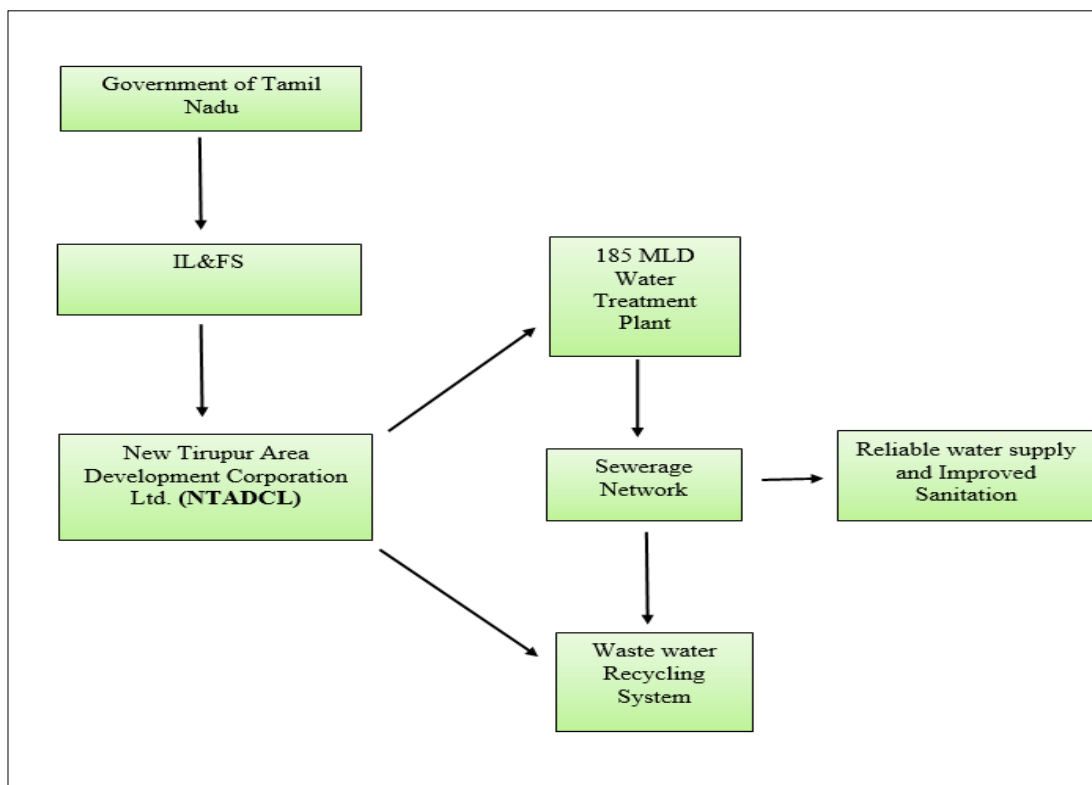 Government of Tamil
Nadu
IL&FS
New Tirupur Area
Development Corporation
Ltd. (NTADCL)
185 MLD
Water
Treatment
Plant
Sewerage
Network
Reliable water supply
and Improved
Sanitation
Waste water
Recycling
System